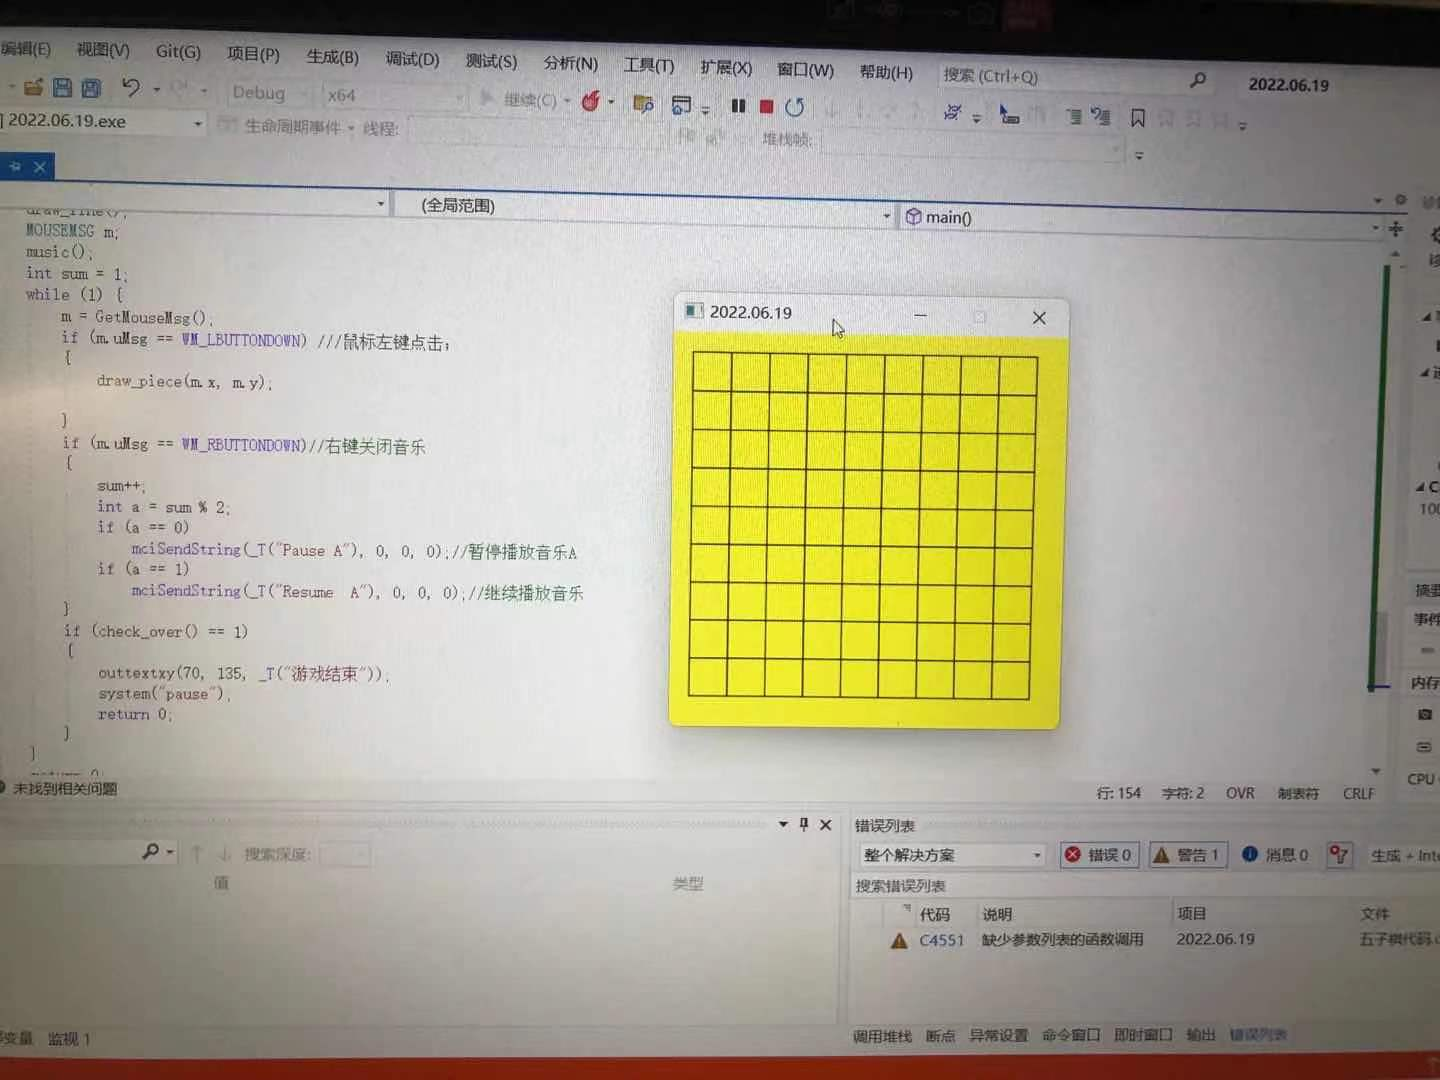 编辑(E) 视图(V) Git(G) 项目(P) 生成(B) 调试(D) 测试(S) 分析(N) 工具(T) 扩展(X) 窗口(W) 帮助(H) 搜索 (Ctrl+Q) 2022.06.19
Debug x64 继续(C)
2022.06.19.exe 生命周期事件 线程: 堆栈帧:
(全局范围) main()
draw_line();
MOUSEMSG m;
music();
int sum = 1;
while (1) {
m = GetMouseMsg();
if (m.uMsg == WM_LBUTTONDOWN) ///鼠标左键点击;
{
draw_piece(m.x, m.y);
}
if (m.uMsg == WM_RBUTTONDOWN)//右键关闭音乐
{
sum++;
int a = sum % 2;
if (a == 0)
mciSendString(_T("Pause A"), 0, 0, 0);//暂停播放音乐A
if (a == 1)
mciSendString(_T("Resume  A"), 0, 0, 0);//继续播放音乐
}
if (check_over() == 1)
{
outtextxy(70, 135, _T("游戏结束"));
system("pause");
return 0;
}
}
2022.06.19
摘要
事件
内存
CPU
未找到相关问题
行: 154 字符: 2 OVR 制表符 CRLF
搜索深度:
值 类型
错误列表
整个解决方案 错误 0 警告 1 消息 0 生成 + Inte
搜索错误列表
代码 说明 项目 文件
C4551 缺少参数列表的函数调用 2022.06.19 五子棋代码.c
变量 监视 1
调用堆栈 断点 异常设置 命令窗口 即时窗口 输出 错误列表